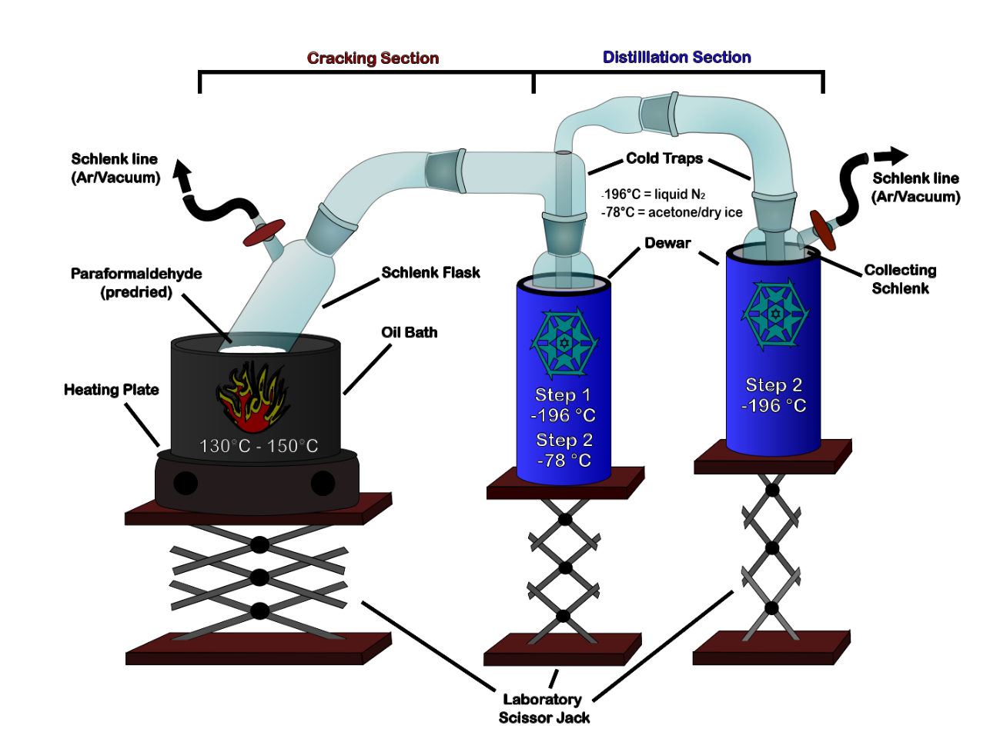 Cracking Section
Distilllation Section
Schlenk line
(Ar/Vacuum)
Cold Traps
-196°C = liquid N₂
-78°C = acetone/dry ice
Schlenk line
(Ar/Vacuum)
Dewar
Paraformaldehyde
(predried)
Schlenk Flask
Collecting
Schlenk
Oil Bath
Heating Plate
130°C - 150°C
Step 1
-196 °C
Step 2
-78 °C
Step 2
-196 °C
Laboratory
Scissor Jack